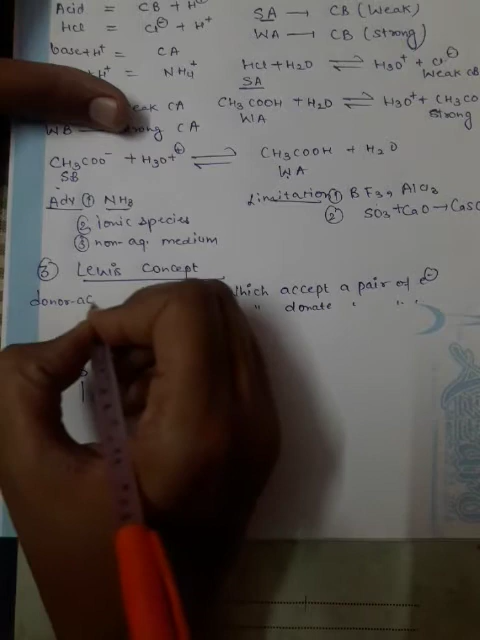 Acid = CB + H⊕
HCl = Cl⊖ + H⁺
SA → CB (Weak)
WA → CB (Strong)
base + H⁺ = CA
H⁺ = NH₄⁺
HCl + H₂O ⇌ H₃O⁺ + Cl⊖
SA
Weak CB
weak CA
CH₃COOH + H₂O ⇌ H₃O⁺ + CH₃CO
WA
Strong
WB → strong CA
CH₃COO⁻ + H₃O⊕ ⇌ CH₃COOH + H₂O
SB
WA
Adv ① NH₃
② ionic species
③ non-aq. medium
Limitation ① BF₃, AlCl₃
② SO₃ + CaO → CaSO
③ Lewis Concept
donor-ac
which accept a pair of e⊖
" donate " " "